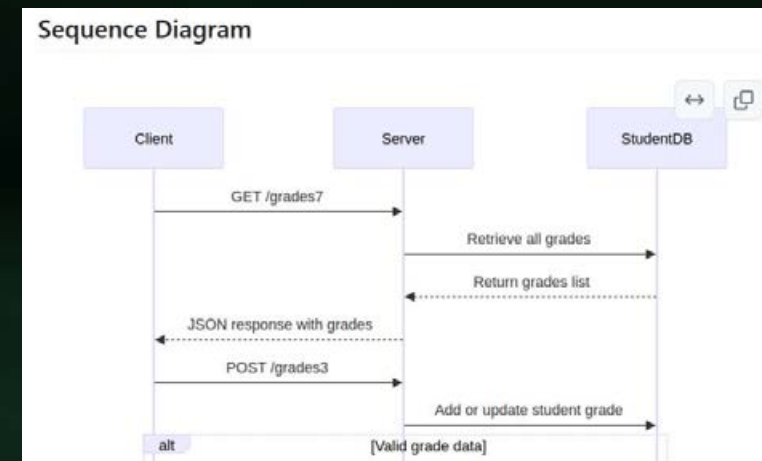 Sequence Diagram
Client
Server
StudentDB
GET /grades7
Retrieve all grades
Return grades list
JSON response with grades
POST /grades3
Add or update student grade
alt
[Valid grade data]